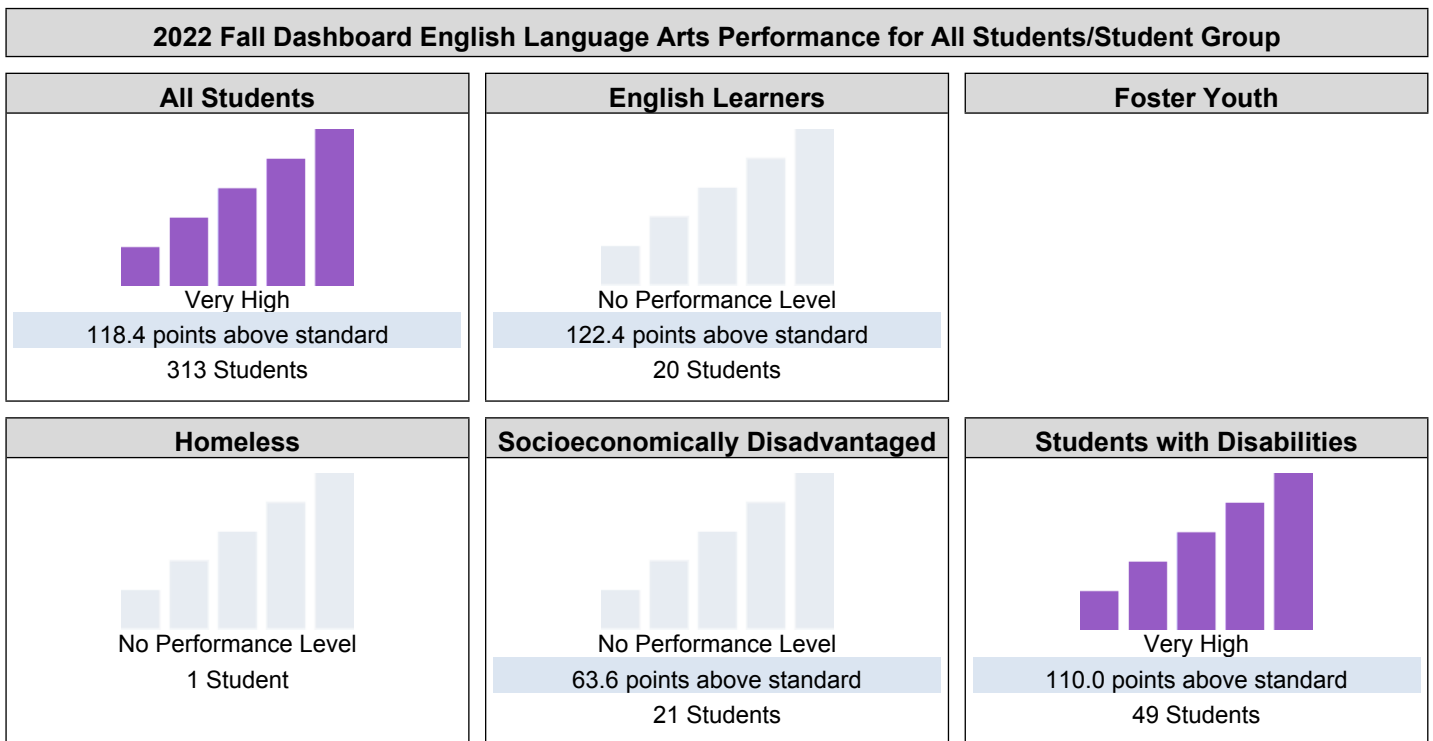 2022 Fall Dashboard English Language Arts Performance for All Students/Student Group
All Students
Very High
118.4 points above standard
313 Students
English Learners
No Performance Level
122.4 points above standard
20 Students
Foster Youth
Homeless
No Performance Level
1 Student
Socioeconomically Disadvantaged
No Performance Level
63.6 points above standard
21 Students
Students with Disabilities
Very High
110.0 points above standard
49 Students